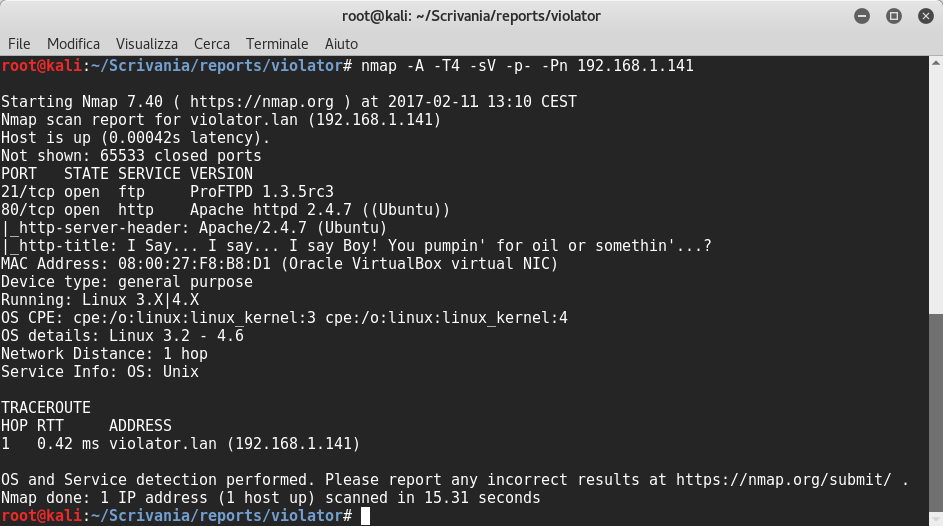 root@kali: ~/Scrivania/reports/violator
File Modifica Visualizza Cerca Terminale Aiuto
root@kali:~/Scrivania/reports/violator# nmap -A -T4 -sV -p- -Pn 192.168.1.141
Starting Nmap 7.40 ( https://nmap.org ) at 2017-02-11 13:10 CEST
Nmap scan report for violator.lan (192.168.1.141)
Host is up (0.00042s latency).
Not shown: 65533 closed ports
PORT   STATE SERVICE VERSION
21/tcp open  ftp     ProFTPD 1.3.5rc3
80/tcp open  http    Apache httpd 2.4.7 ((Ubuntu))
|_http-server-header: Apache/2.4.7 (Ubuntu)
|_http-title: I Say... I say... I say Boy! You pumpin' for oil or somethin'...?
MAC Address: 08:00:27:F8:B8:D1 (Oracle VirtualBox virtual NIC)
Device type: general purpose
Running: Linux 3.X|4.X
OS CPE: cpe:/o:linux:linux_kernel:3 cpe:/o:linux:linux_kernel:4
OS details: Linux 3.2 - 4.6
Network Distance: 1 hop
Service Info: OS: Unix
TRACEROUTE
HOP RTT     ADDRESS
1   0.42 ms violator.lan (192.168.1.141)
OS and Service detection performed. Please report any incorrect results at https://nmap.org/submit/ .
Nmap done: 1 IP address (1 host up) scanned in 15.31 seconds
root@kali:~/Scrivania/reports/violator#